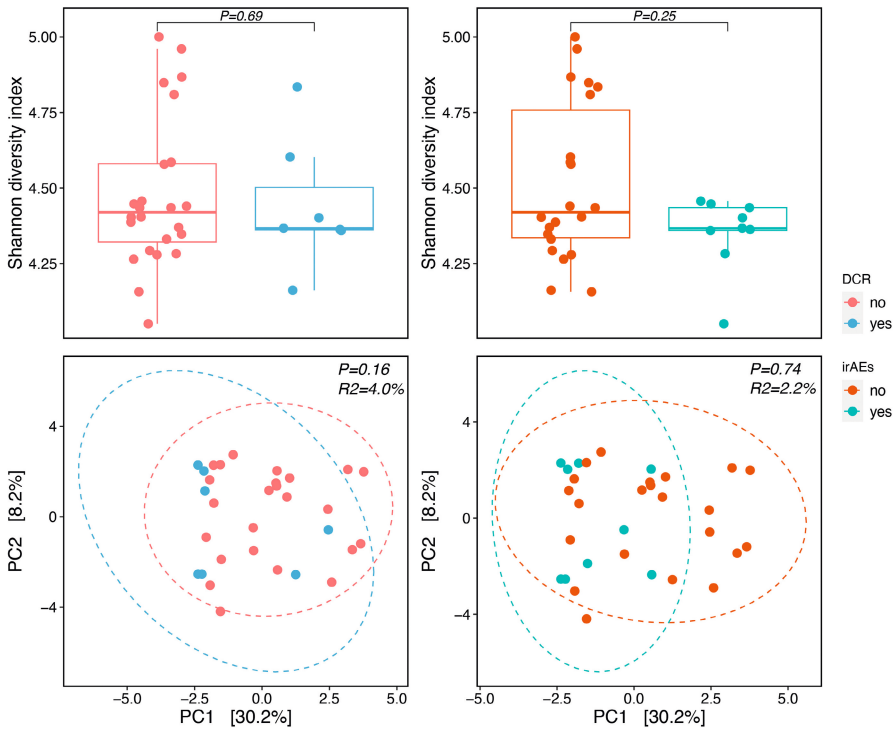 P=0.69
P=0.25
Shannon diversity index
5.00
4.75
4.50
4.25
Shannon diversity index
5.00
4.75
4.50
4.25
DCR
no
yes
irAEs
no
yes
P=0.16
R2=4.0%
P=0.74
R2=2.2%
PC2 [8.2%]
4
0
−4
PC2 [8.2%]
4
0
−4
−5.0 −2.5 0.0 2.5 5.0
PC1 [30.2%]
−5.0 −2.5 0.0 2.5 5.0
PC1 [30.2%]